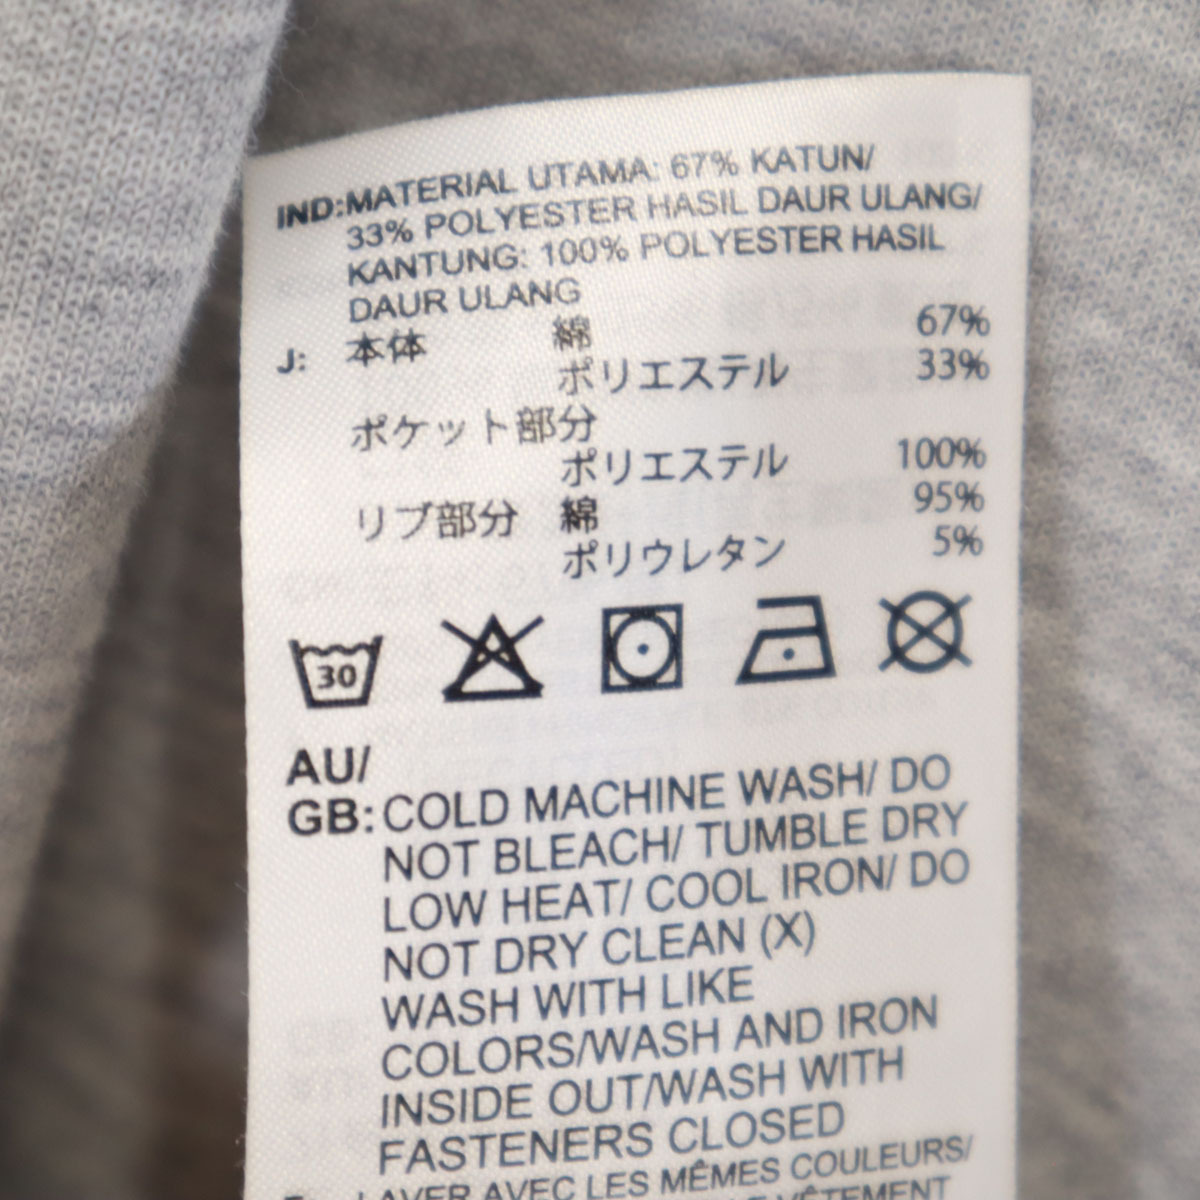 IND:MATERIAL UTAMA: 67% KATUN/
33% POLYESTER HASIL DAUR ULANG/
KANTUNG: 100% POLYESTER HASIL
DAUR ULANG
J: 本体 綿 67%
ポリエステル 33%
ポケット部分
ポリエステル 100%
リブ部分 綿 95%
ポリウレタン 5%
30
AU/
GB: COLD MACHINE WASH/ DO
NOT BLEACH/ TUMBLE DRY
LOW HEAT/ COOL IRON/ DO
NOT DRY CLEAN (X)
WASH WITH LIKE
COLORS/WASH AND IRON
INSIDE OUT/WASH WITH
FASTENERS CLOSED
LAVER AVEC LES MÊMES COULEURS/
VÊTEMENT